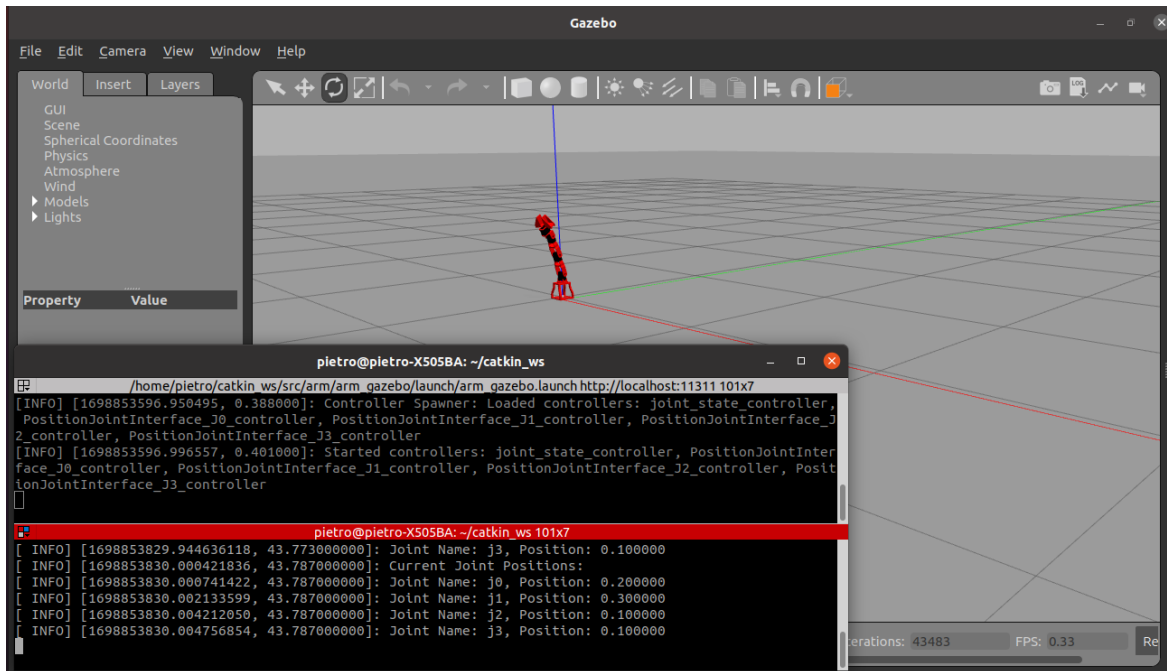 Gazebo
File Edit Camera View Window Help
World Insert Layers
LOG
GUI
Scene
Spherical Coordinates
Physics
Atmosphere
Wind
Models
Lights
Property Value
pietro@pietro-X505BA: ~/catkin_ws
/home/pietro/catkin_ws/src/arm/arm_gazebo/launch/arm_gazebo.launch http://localhost:11311 101x7
[INFO] [1698853596.950495, 0.388000]: Controller Spawner: Loaded controllers: joint_state_controller,
PositionJointInterface_J0_controller, PositionJointInterface_J1_controller, PositionJointInterface_J
2_controller, PositionJointInterface_J3_controller
[INFO] [1698853596.996557, 0.401000]: Started controllers: joint_state_controller, PositionJointInter
face_J0_controller, PositionJointInterface_J1_controller, PositionJointInterface_J2_controller, Posit
ionJointInterface_J3_controller
pietro@pietro-X505BA: ~/catkin_ws 101x7
[ INFO] [1698853829.944636118, 43.773000000]: Joint Name: j3, Position: 0.100000
[ INFO] [1698853830.000421836, 43.787000000]: Current Joint Positions:
[ INFO] [1698853830.000741422, 43.787000000]: Joint Name: j0, Position: 0.200000
[ INFO] [1698853830.002133599, 43.787000000]: Joint Name: j1, Position: 0.300000
[ INFO] [1698853830.004212050, 43.787000000]: Joint Name: j2, Position: 0.100000
[ INFO] [1698853830.004756854, 43.787000000]: Joint Name: j3, Position: 0.100000
erations: 43483 FPS: 0.33 Re